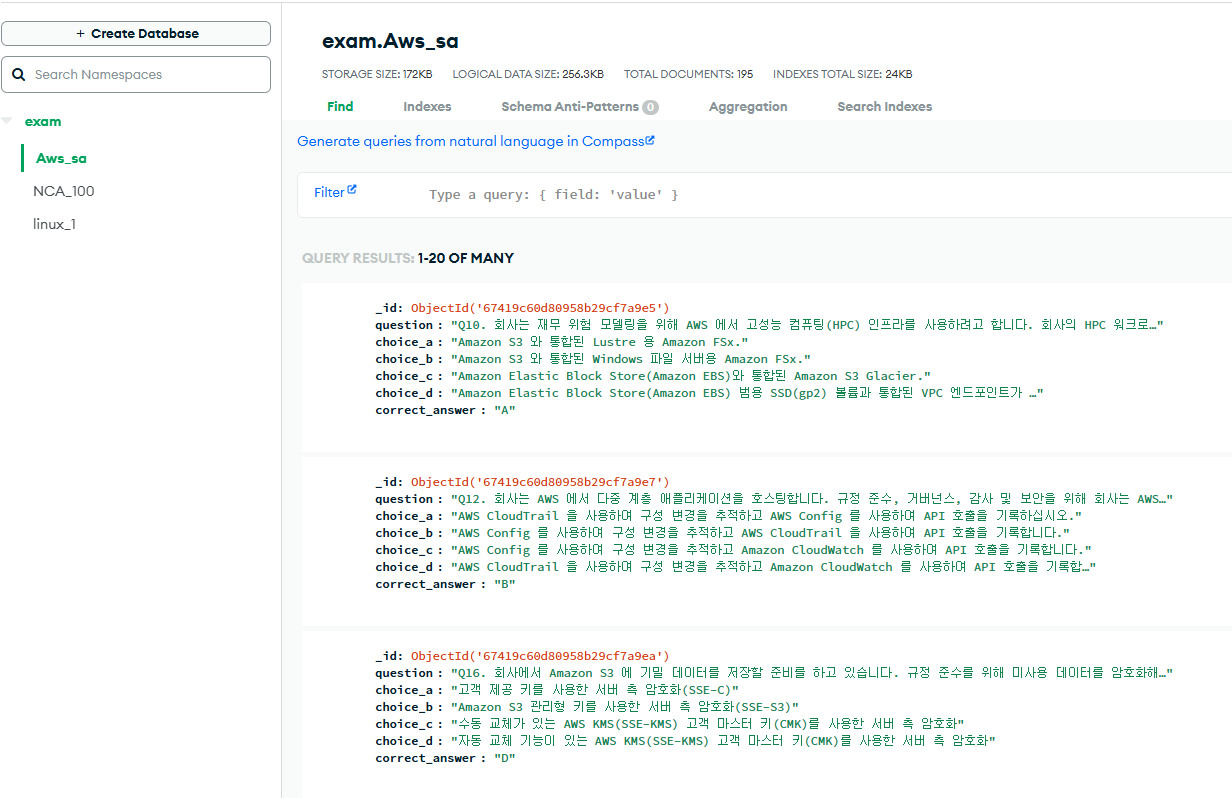 + Create Database
Search Namespaces
exam
Aws_sa
NCA_100
linux_1
exam.Aws_sa
STORAGE SIZE: 172KB LOGICAL DATA SIZE: 256.3KB TOTAL DOCUMENTS: 195 INDEXES TOTAL SIZE: 24KB
Find Indexes Schema Anti-Patterns 0 Aggregation Search Indexes
Generate queries from natural language in Compass
Filter Type a query: { field: 'value' }
QUERY RESULTS: 1-20 OF MANY
_id: ObjectId('67419c60d80958b29cf7a9e5')
question : "Q10. 회사는 재무 위험 모델링을 위해 AWS 에서 고성능 컴퓨팅(HPC) 인프라를 사용하려고 합니다. 회사의 HPC 워크로…"
choice_a : "Amazon S3 와 통합된 Lustre 용 Amazon FSx."
choice_b : "Amazon S3 와 통합된 Windows 파일 서버용 Amazon FSx."
choice_c : "Amazon Elastic Block Store(Amazon EBS)와 통합된 Amazon S3 Glacier."
choice_d : "Amazon Elastic Block Store(Amazon EBS) 범용 SSD(gp2) 볼륨과 통합된 VPC 엔드포인트가 …"
correct_answer : "A"
_id: ObjectId('67419c60d80958b29cf7a9e7')
question : "Q12. 회사는 AWS 에서 다중 계층 애플리케이션을 호스팅합니다. 규정 준수, 거버넌스, 감사 및 보안을 위해 회사는 AWS…"
choice_a : "AWS CloudTrail 을 사용하여 구성 변경을 추적하고 AWS Config 를 사용하여 API 호출을 기록하십시오."
choice_b : "AWS Config 를 사용하여 구성 변경을 추적하고 AWS CloudTrail 을 사용하여 API 호출을 기록합니다."
choice_c : "AWS Config 를 사용하여 구성 변경을 추적하고 Amazon CloudWatch 를 사용하여 API 호출을 기록합니다."
choice_d : "AWS CloudTrail 을 사용하여 구성 변경을 추적하고 Amazon CloudWatch 를 사용하여 API 호출을 기록합…"
correct_answer : "B"
_id: ObjectId('67419c60d80958b29cf7a9ea')
question : "Q16. 회사에서 Amazon S3 에 기밀 데이터를 저장할 준비를 하고 있습니다. 규정 준수를 위해 미사용 데이터를 암호화해…"
choice_a : "고객 제공 키를 사용한 서버 측 암호화(SSE-C)"
choice_b : "Amazon S3 관리형 키를 사용한 서버 측 암호화(SSE-S3)"
choice_c : "수동 교체가 있는 AWS KMS(SSE-KMS) 고객 마스터 키(CMK)를 사용한 서버 측 암호화"
choice_d : "자동 교체 기능이 있는 AWS KMS(SSE-KMS) 고객 마스터 키(CMK)를 사용한 서버 측 암호화"
correct_answer : "D"